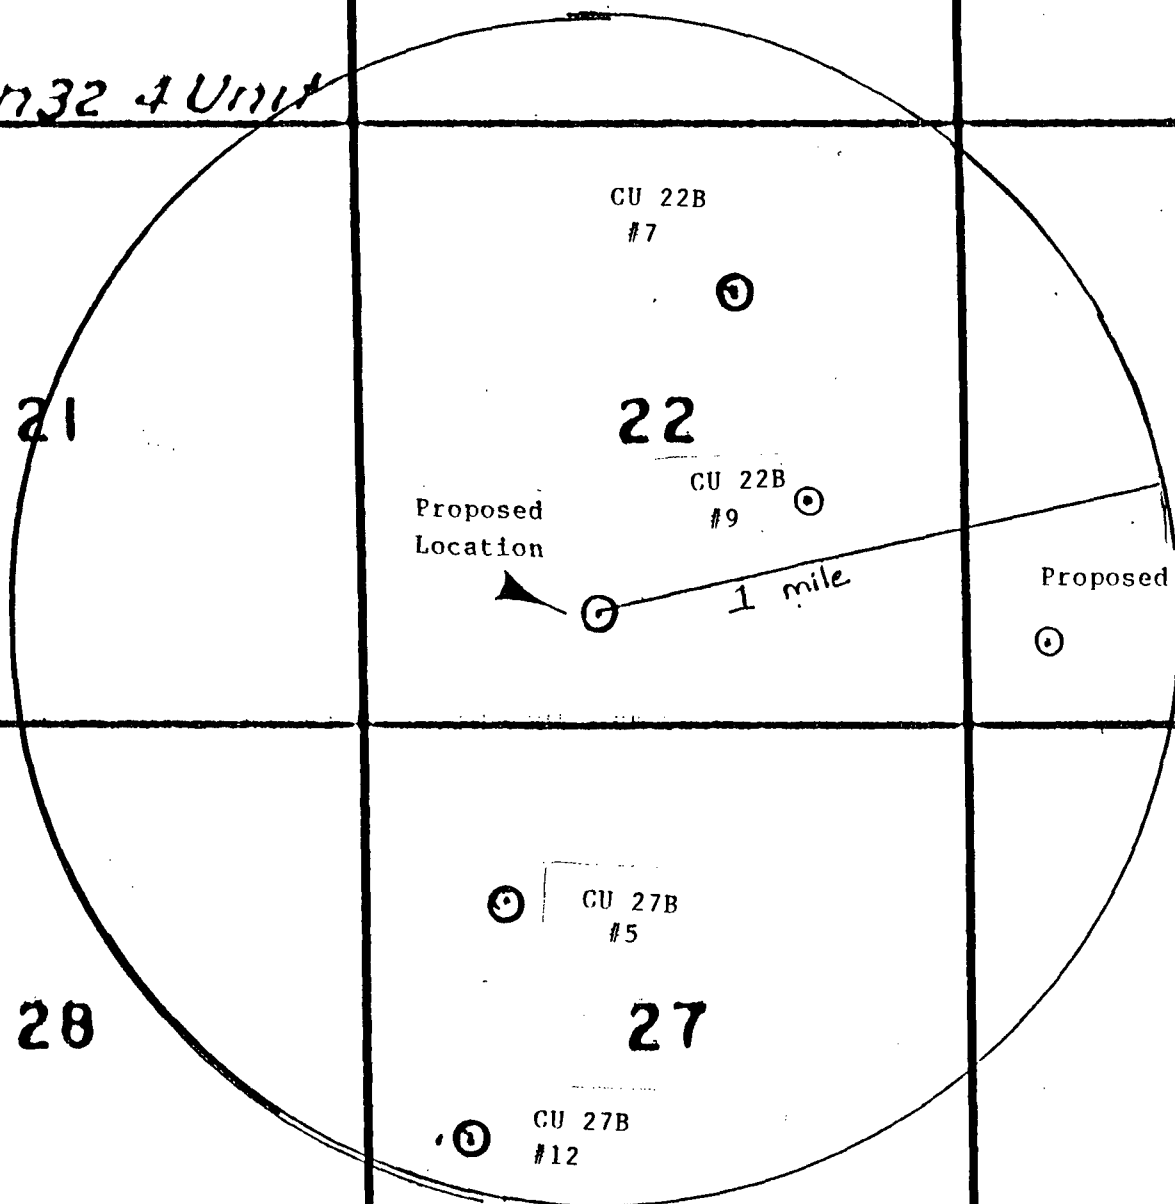 n32 4 Unit
CU 22B
#7
21
22
CU 22B
#9
Proposed
Location
1 mile
Proposed
CU 27B
#5
28
27
CU 27B
#12